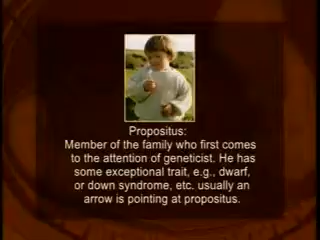 Propositus:
Member of the family who first comes
to the attention of geneticist. He has
some exceptional trait, e.g., dwarf,
or down syndrome, etc. usually an
arrow is pointing at propositus.